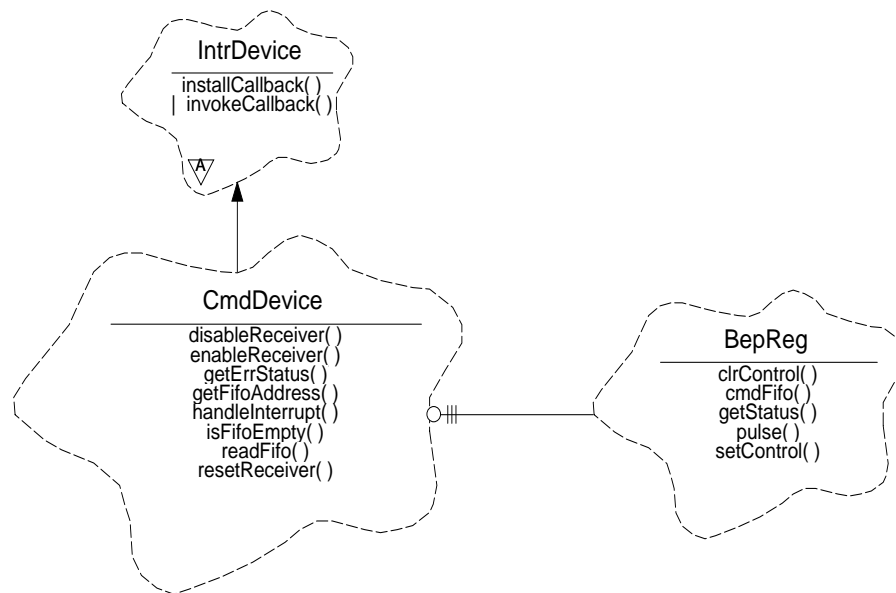 IntrDevice
installCallback( )
| invokeCallback( )
A
CmdDevice
disableReceiver( )
enableReceiver( )
getErrStatus( )
getFifoAddress( )
handleInterrupt( )
isFifoEmpty( )
readFifo( )
resetReceiver( )
BepReg
clrControl( )
cmdFifo( )
getStatus( )
pulse( )
setControl( )